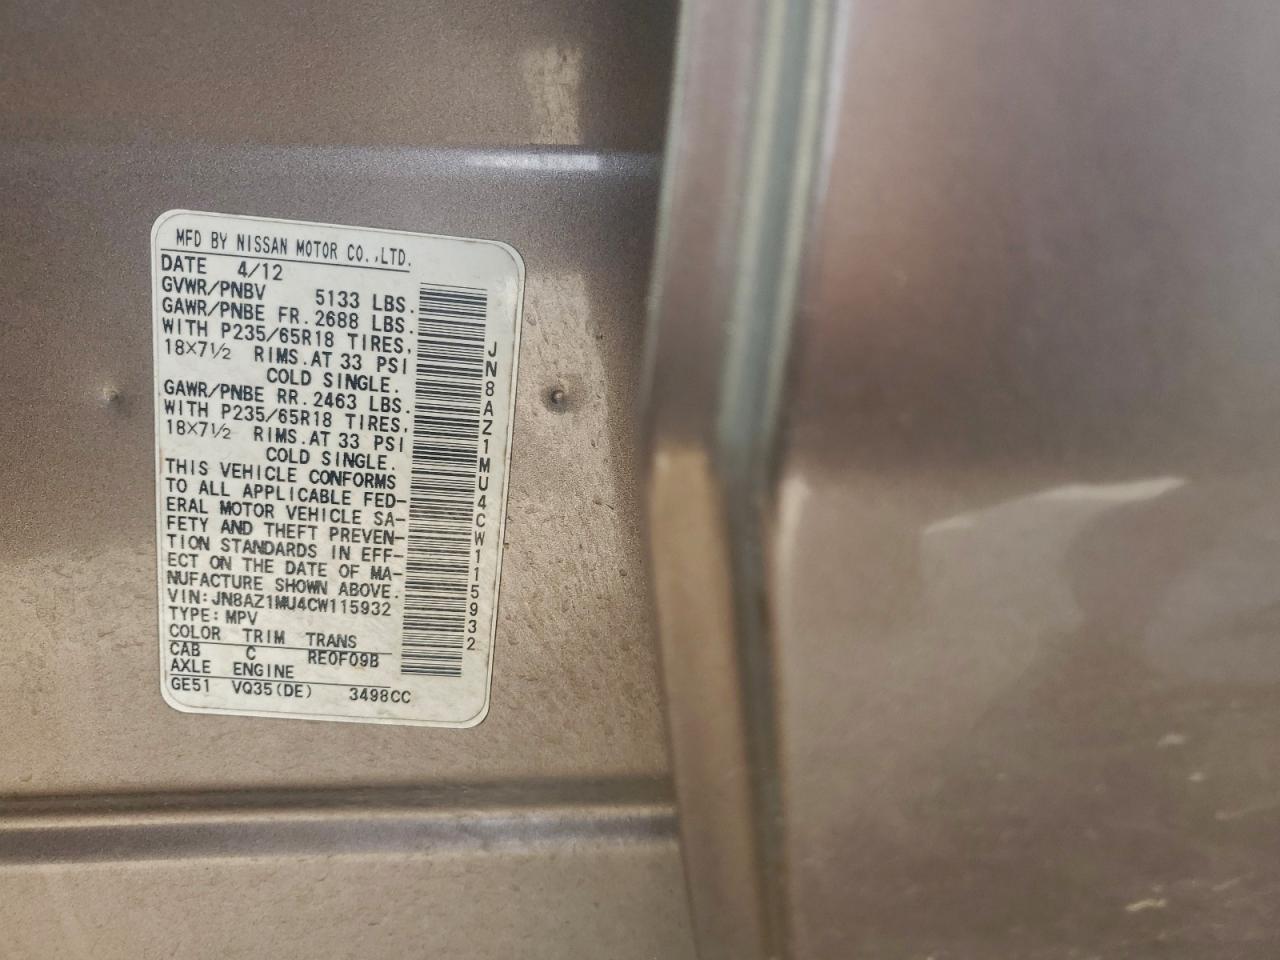 MFD BY NISSAN MOTOR CO.,LTD.
DATE 4/12
GVWR/PNBV 5133 LBS.
GAWR/PNBE FR. 2688 LBS.
WITH P235/65R18 TIRES,
18×7½ RIMS.AT 33 PSI
COLD SINGLE.
GAWR/PNBE RR. 2463 LBS.
WITH P235/65R18 TIRES,
18×7½ RIMS.AT 33 PSI
COLD SINGLE.
THIS VEHICLE CONFORMS
TO ALL APPLICABLE FED-
ERAL MOTOR VEHICLE SA-
FETY AND THEFT PREVEN-
TION STANDARDS IN EFF-
ECT ON THE DATE OF MA-
NUFACTURE SHOWN ABOVE.
VIN:JN8AZ1MU4CW115932
TYPE:MPV
COLOR TRIM TRANS
CAB C RE0F09B
AXLE ENGINE
GE51 VQ35(DE) 3498CC
JN8AZ1MU4CW115932